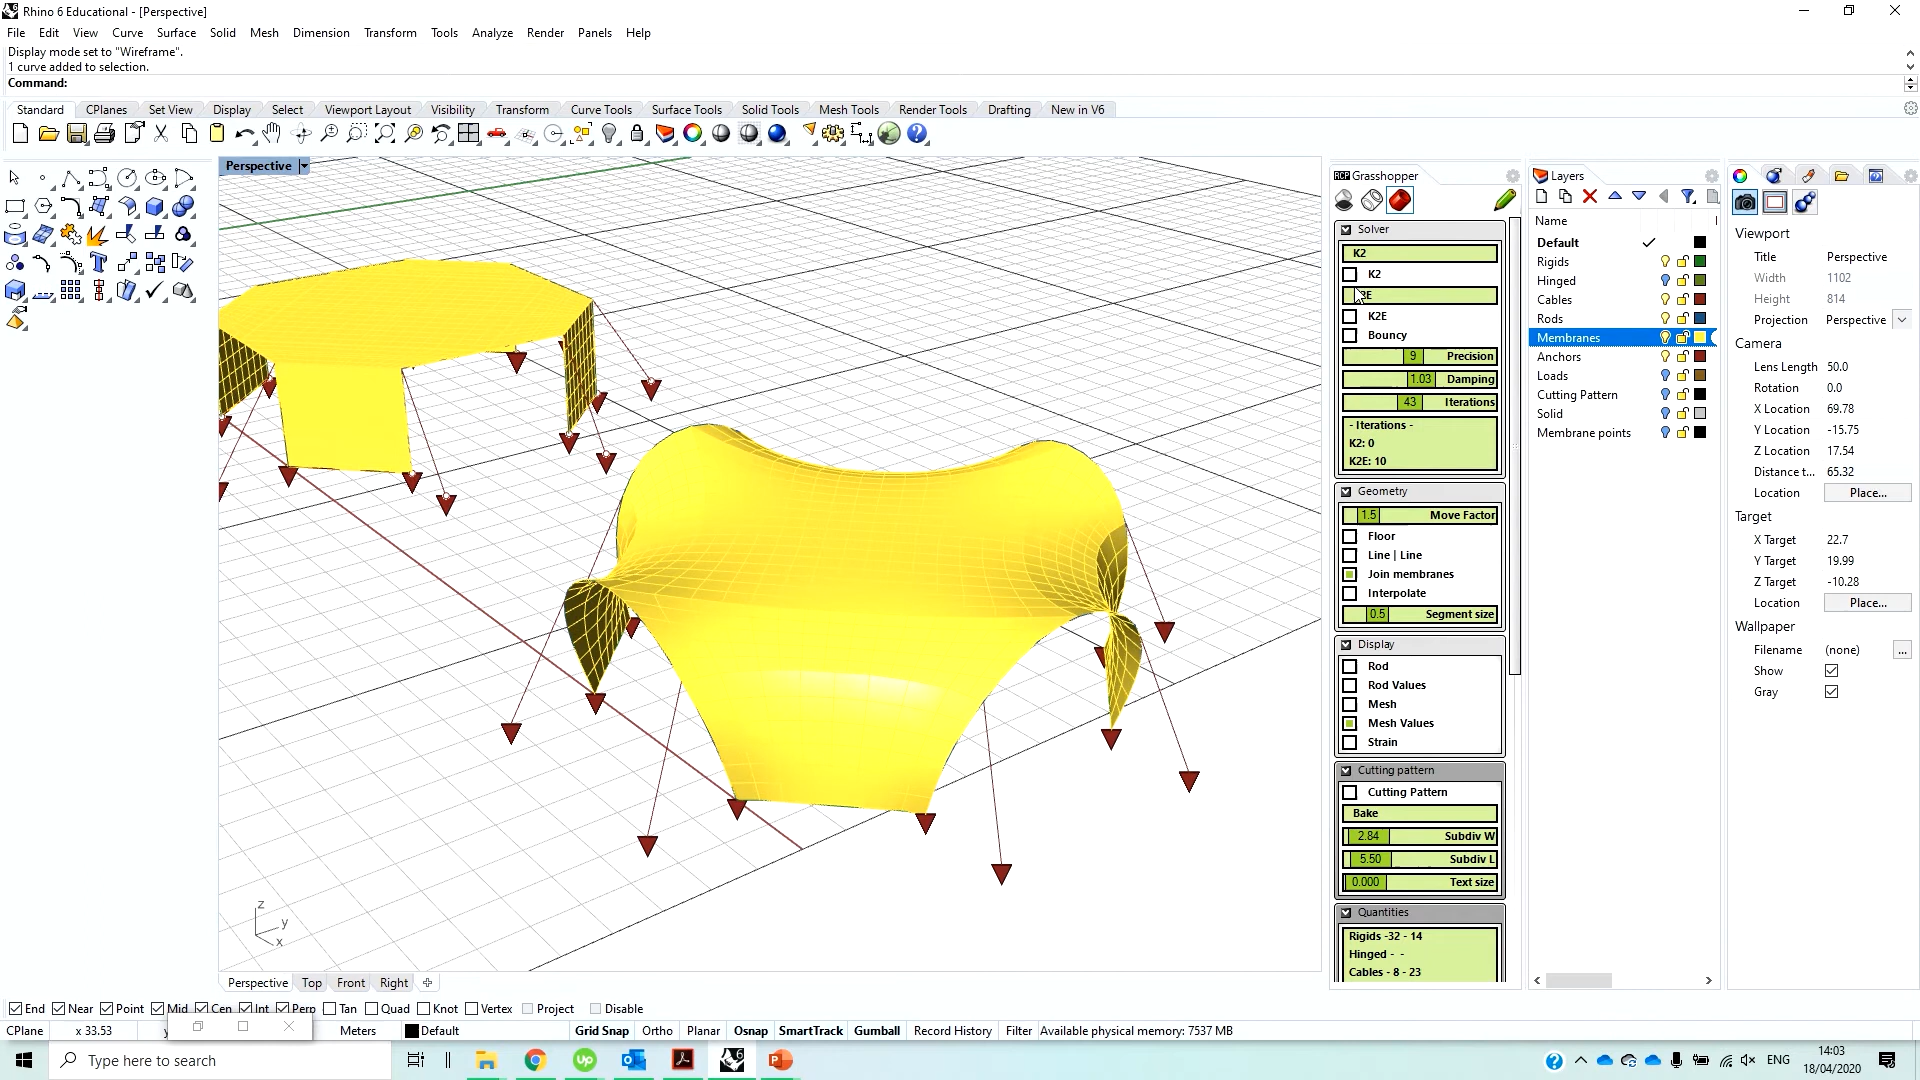 Rhino 6 Educational - [Perspective]
File Edit View Curve Surface Solid Mesh Dimension Transform Tools Analyze Render Panels Help
Display mode set to "Wireframe".
1 curve added to selection.
Command:
Standard CPlanes Set View Display Select Viewport Layout Visibility Transform Curve Tools Surface Tools Solid Tools Mesh Tools Render Tools Drafting New in V6
Perspective
Grasshopper
Solver
K2
K2
K2E
Bouncy
9 Precision
1.03 Damping
43 Iterations
- Iterations -
K2: 0
K2E: 10
Geometry
1.5 Move Factor
Floor
Line | Line
Join membranes
Interpolate
0.5 Segment size
Display
Rod
Rod Values
Mesh
Mesh Values
Strain
Cutting pattern
Cutting Pattern
Bake
2.84 Subdiv W
5.50 Subdiv L
0.000 Text size
Quantities
Rigids -32 - 14
Hinged - -
Cables - 8 - 23
Layers
Name
Default
Rigids
Hinged
Cables
Rods
Membranes
Anchors
Loads
Cutting Pattern
Solid
Membrane points
Viewport
Title Perspective
Width 1102
Height 814
Projection Perspective
Camera
Lens Length 50.0
Rotation 0.0
X Location 69.78
Y Location -15.75
Z Location 17.54
Distance t... 65.32
Location Place...
Target
X Target 22.7
Y Target 19.99
Z Target -10.28
Location Place...
Wallpaper
Filename (none) ...
Show
Gray
z
y
x
Perspective Top Front Right
End Near Point Mid Cen Int Perp Tan Quad Knot Vertex Project Disable
CPlane x 33.53 Meters Default Grid Snap Ortho Planar Osnap SmartTrack Gumball Record History Filter Available physical memory: 7537 MB
Type here to search
ENG
14:03
18/04/2020